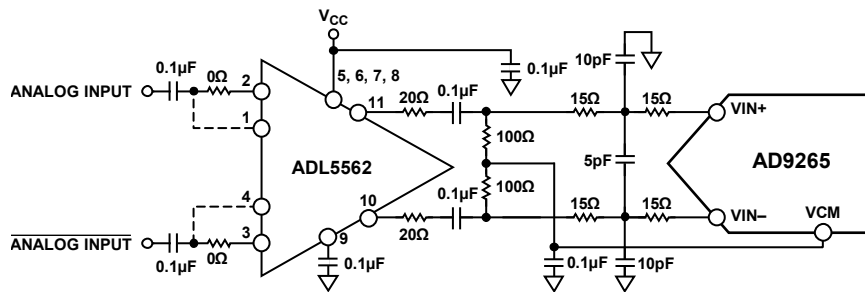 VCC
0.1µF
0Ω
ANALOG INPUT
2
1
5, 6, 7, 8
0.1µF
10pF
11
20Ω
0.1µF
15Ω
15Ω
VIN+
100Ω
ADL5562
5pF
AD9265
100Ω
4
10
0.1µF
15Ω
15Ω
VIN–
VCM
ANALOG INPUT
3
9
20Ω
0.1µF
0Ω
0.1µF
0.1µF
10pF